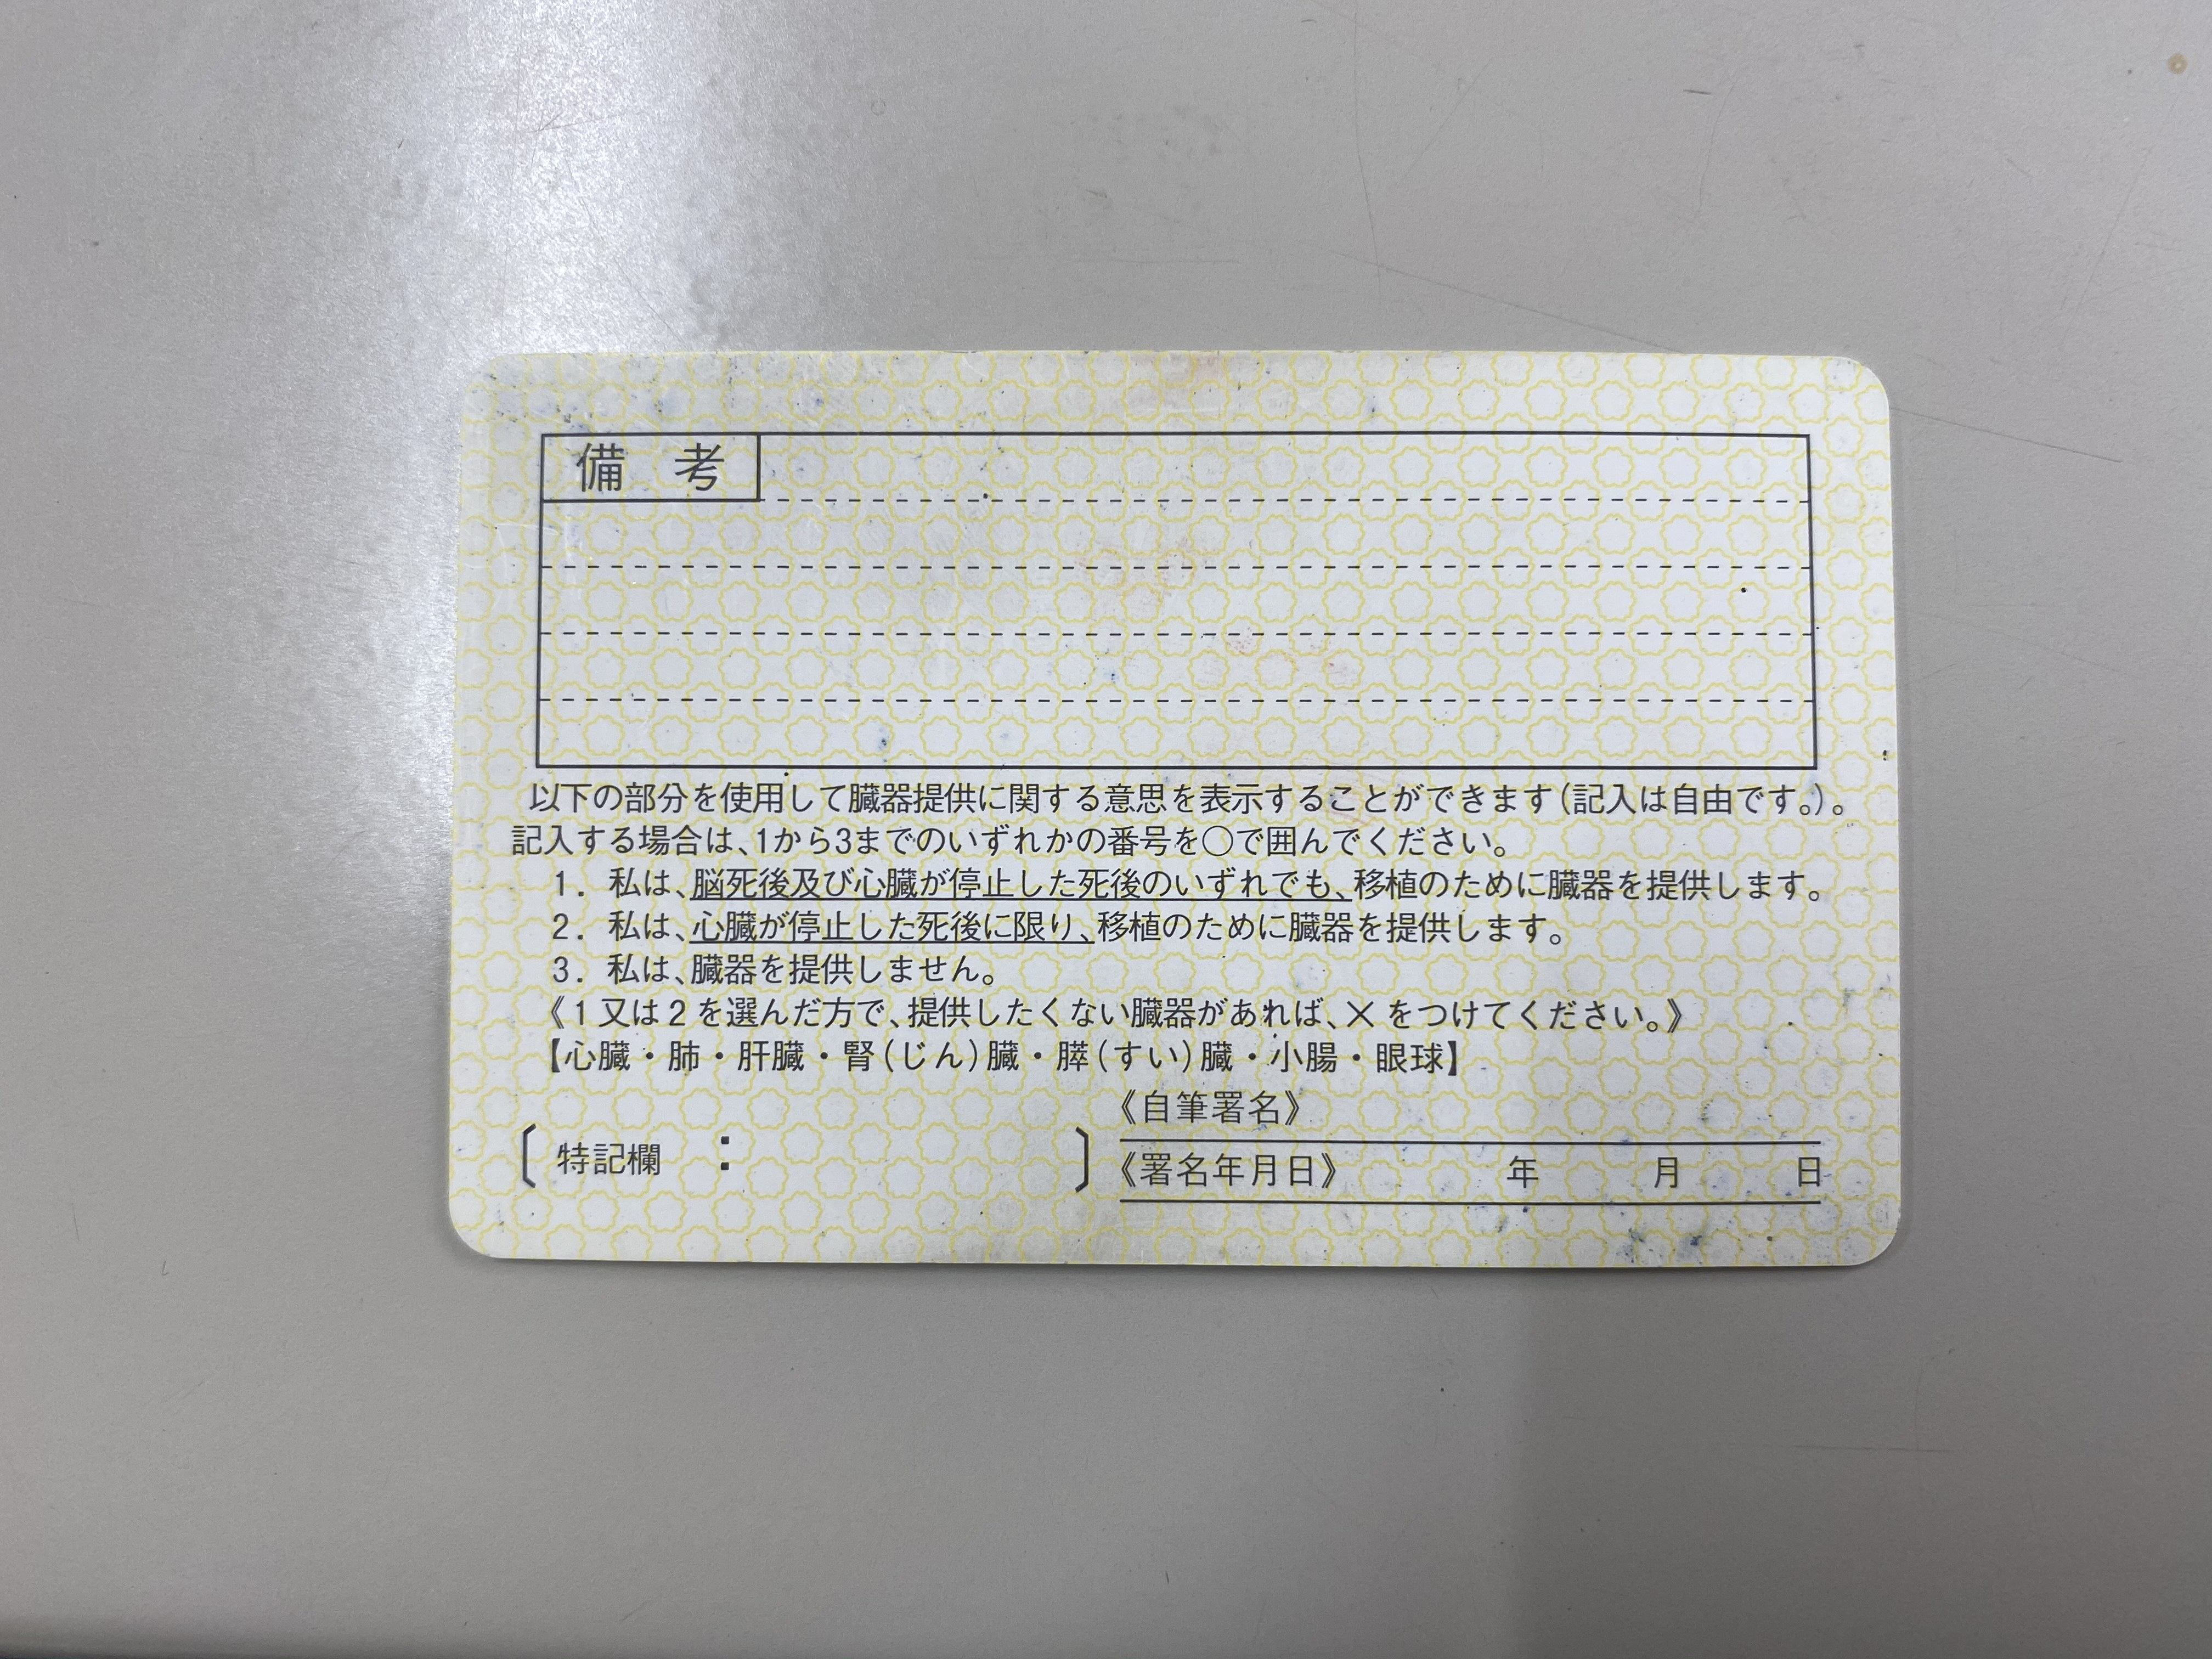 備 考
以下の部分を使用して臓器提供に関する意思を表示することができます(記入は自由です。)。
記入する場合は、1から3までのいずれかの番号を○で囲んでください。
1. 私は、脳死後及び心臓が停止した死後のいずれでも、移植のために臓器を提供します。
2. 私は、心臓が停止した死後に限り、移植のために臓器を提供します。
3. 私は、臓器を提供しません。
《1又は2を選んだ方で、提供したくない臓器があれば、×をつけてください。》
【心臓・肺・肝臓・腎(じん)臓・膵(すい)臓・小腸・眼球】
〔特記欄 : 〕
《自筆署名》
《署名年月日》 年 月 日